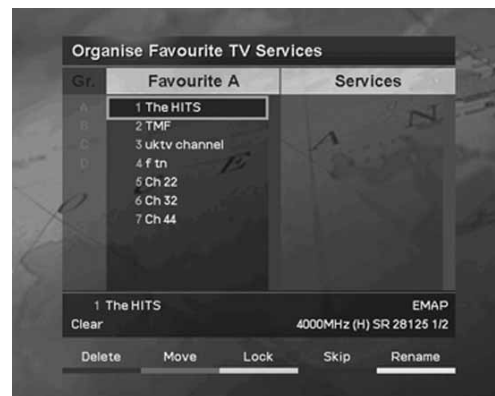 Organise Favourite TV Services
Gr. Favourite A Services
A 1 The HITS
B 2 TMF
C 3 uktv channel
D 4 f tn
5 Ch 22
6 Ch 32
7 Ch 44
1 The HITS EMAP
Clear 4000MHz (H) SR 28125 1/2
Delete Move Lock Skip Rename